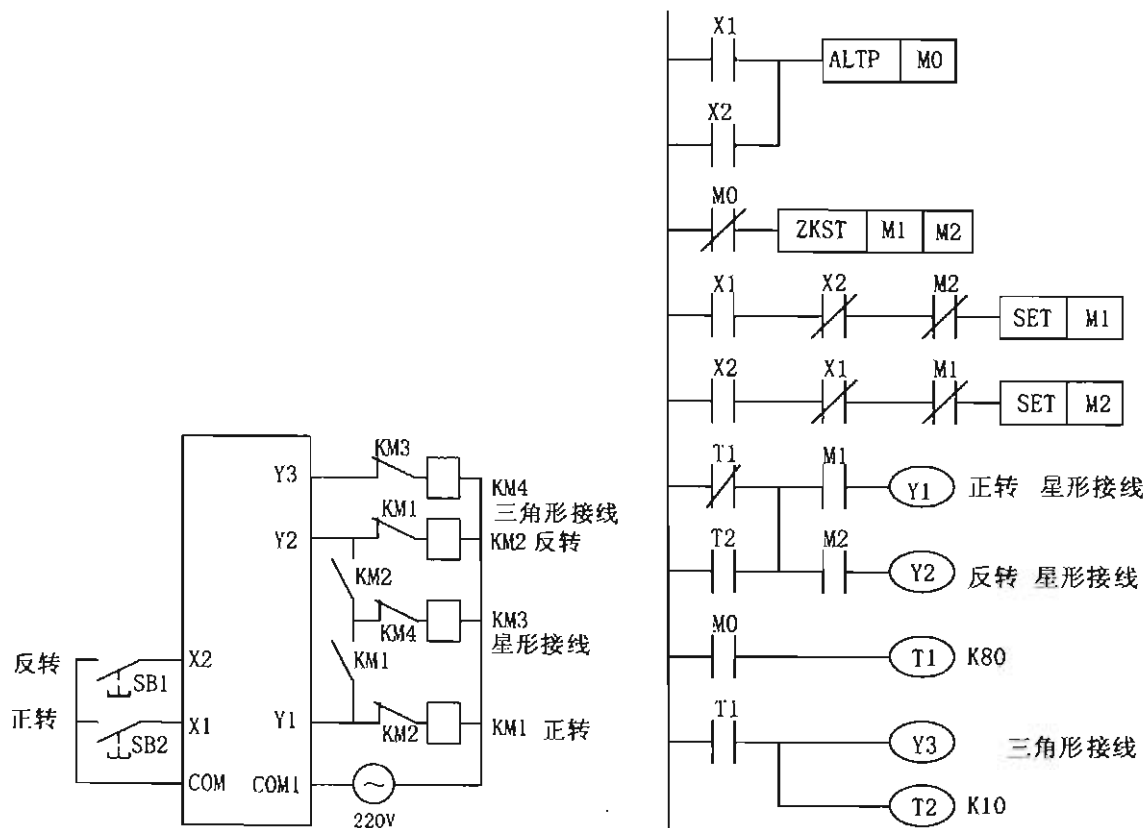 X1
ALTP M0
X2
M0
ZKST M1 M2
X1 X2 M2
SET M1
X2 X1 M1
SET M2
T1 M1
Y1 正转 星形接线
T2 M2
Y2 反转 星形接线
M0
T1 K80
T1
Y3 三角形接线
T2 K10
Y3 KM3 KM4
三角形接线
Y2 KM1 KM2 反转
KM2
KM4 KM3
星形接线
KM1
反转 SB1 X2
正转 SB2 X1
Y1 KM2 KM1 正转
COM COM1
220V